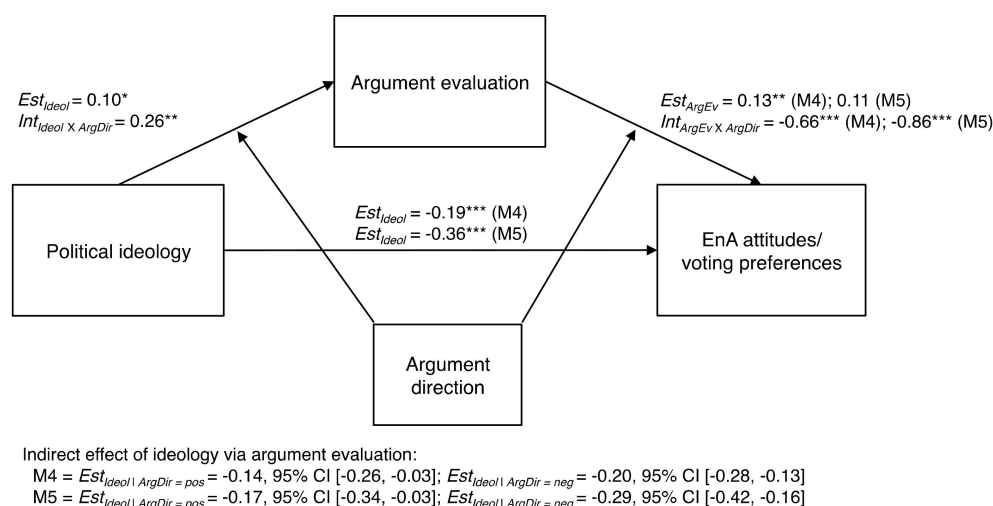 Argument evaluation
Est_Ideol = 0.10*
Int_Ideol X ArgDir = 0.26**
Est_ArgEv = 0.13** (M4); 0.11 (M5)
Int_ArgEv X ArgDir = -0.66*** (M4); -0.86*** (M5)
Political ideology
Est_Ideol = -0.19*** (M4)
Est_Ideol = -0.36*** (M5)
EnA attitudes/
voting preferences
Argument
direction
Indirect effect of ideology via argument evaluation:
M4 = Est_Ideol | ArgDir = pos = -0.14, 95% CI [-0.26, -0.03]; Est_Ideol | ArgDir = neg = -0.20, 95% CI [-0.28, -0.13]
M5 = Est_Ideol | ArgDir = pos = -0.17, 95% CI [-0.34, -0.03]; Est_Ideol | ArgDir = neg = -0.29, 95% CI [-0.42, -0.16]